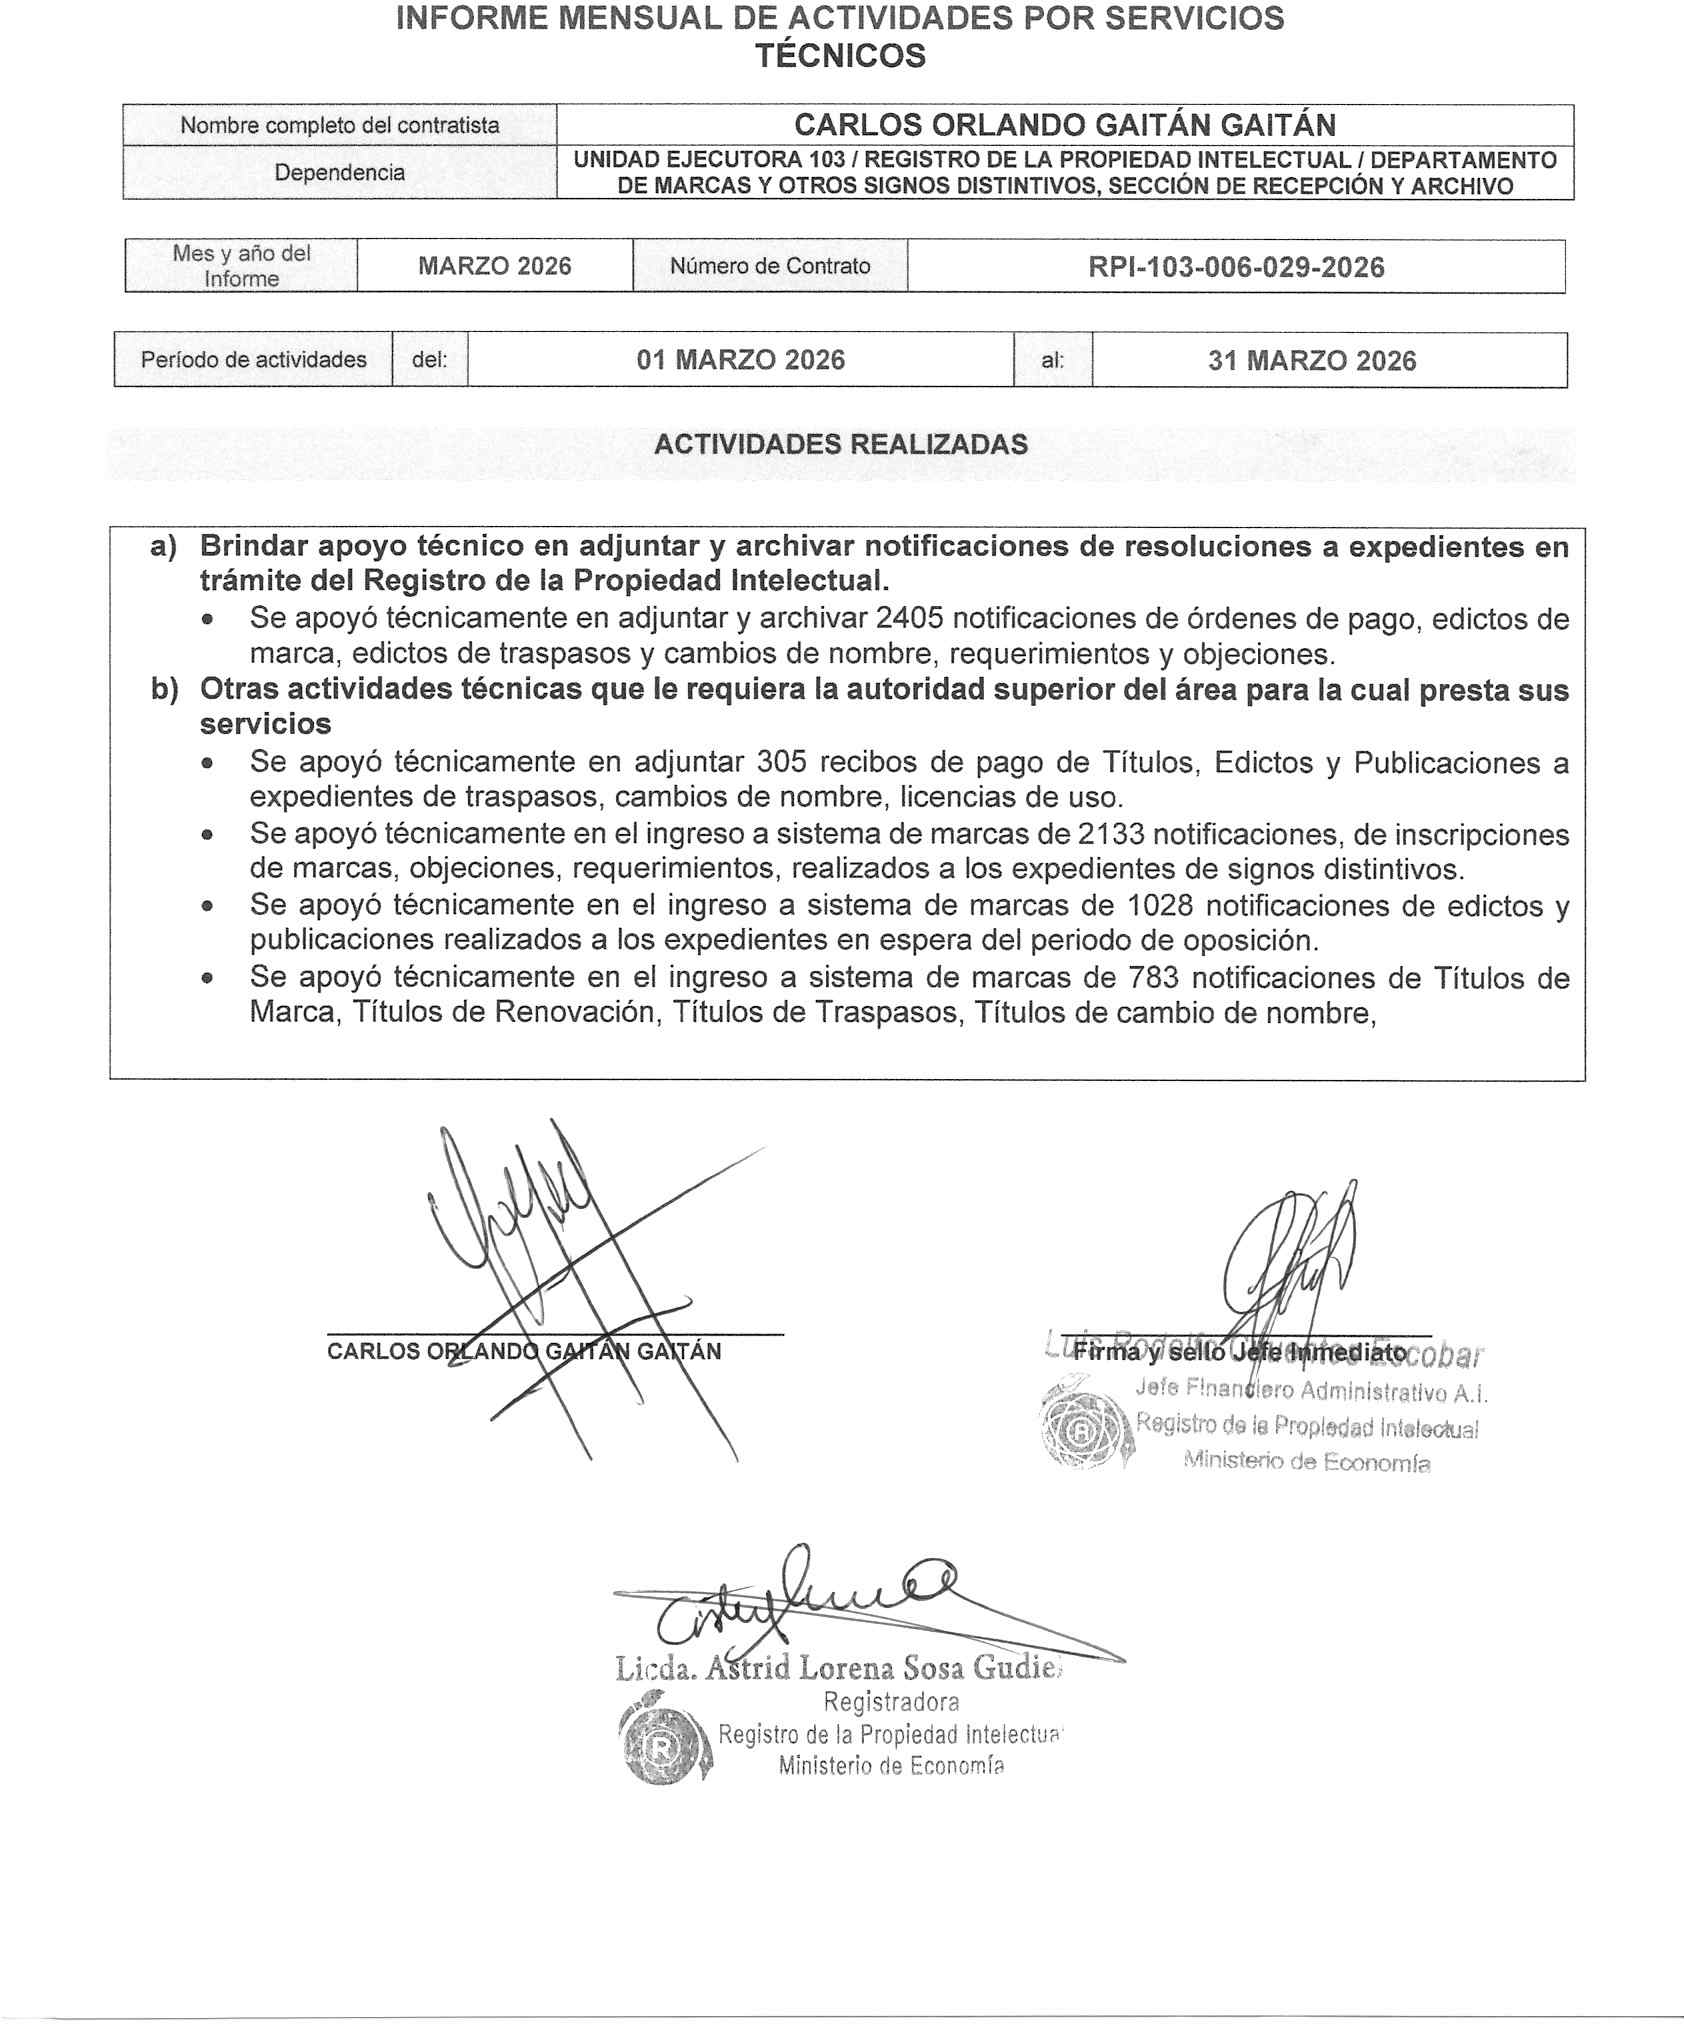 INFORME MENSUAL DE ACTIVIDADES POR SERVICIOS
TÉCNICOS
Nombre completo del contratista CARLOS ORLANDO GAITÁN GAITÁN
Dependencia UNIDAD EJECUTORA 103 / REGISTRO DE LA PROPIEDAD INTELECTUAL / DEPARTAMENTO
DE MARCAS Y OTROS SIGNOS DISTINTIVOS, SECCIÓN DE RECEPCIÓN Y ARCHIVO
Mes y año del
Informe MARZO 2026 Número de Contrato RPI-103-006-029-2026
Período de actividades del: 01 MARZO 2026 al: 31 MARZO 2026
ACTIVIDADES REALIZADAS
a) Brindar apoyo técnico en adjuntar y archivar notificaciones de resoluciones a expedientes en
trámite del Registro de la Propiedad Intelectual.
• Se apoyó técnicamente en adjuntar y archivar 2405 notificaciones de órdenes de pago, edictos de
marca, edictos de traspasos y cambios de nombre, requerimientos y objeciones.
b) Otras actividades técnicas que le requiera la autoridad superior del área para la cual presta sus
servicios
• Se apoyó técnicamente en adjuntar 305 recibos de pago de Títulos, Edictos y Publicaciones a
expedientes de traspasos, cambios de nombre, licencias de uso.
• Se apoyó técnicamente en el ingreso a sistema de marcas de 2133 notificaciones, de inscripciones
de marcas, objeciones, requerimientos, realizados a los expedientes de signos distintivos.
• Se apoyó técnicamente en el ingreso a sistema de marcas de 1028 notificaciones de edictos y
publicaciones realizados a los expedientes en espera del periodo de oposición.
• Se apoyó técnicamente en el ingreso a sistema de marcas de 783 notificaciones de Títulos de
Marca, Títulos de Renovación, Títulos de Traspasos, Títulos de cambio de nombre,
CARLOS ORLANDO GAITÁN GAITÁN
Firma y sello Jefe Inmediato
Luis Rodolfo Cifuentes Escobar
Jefe Financiero Administrativo A.I.
Registro de la Propiedad Intelectual
Ministerio de Economía
Licda. Astrid Lorena Sosa Gudie
Registradora
Registro de la Propiedad Intelectua
Ministerio de Economía